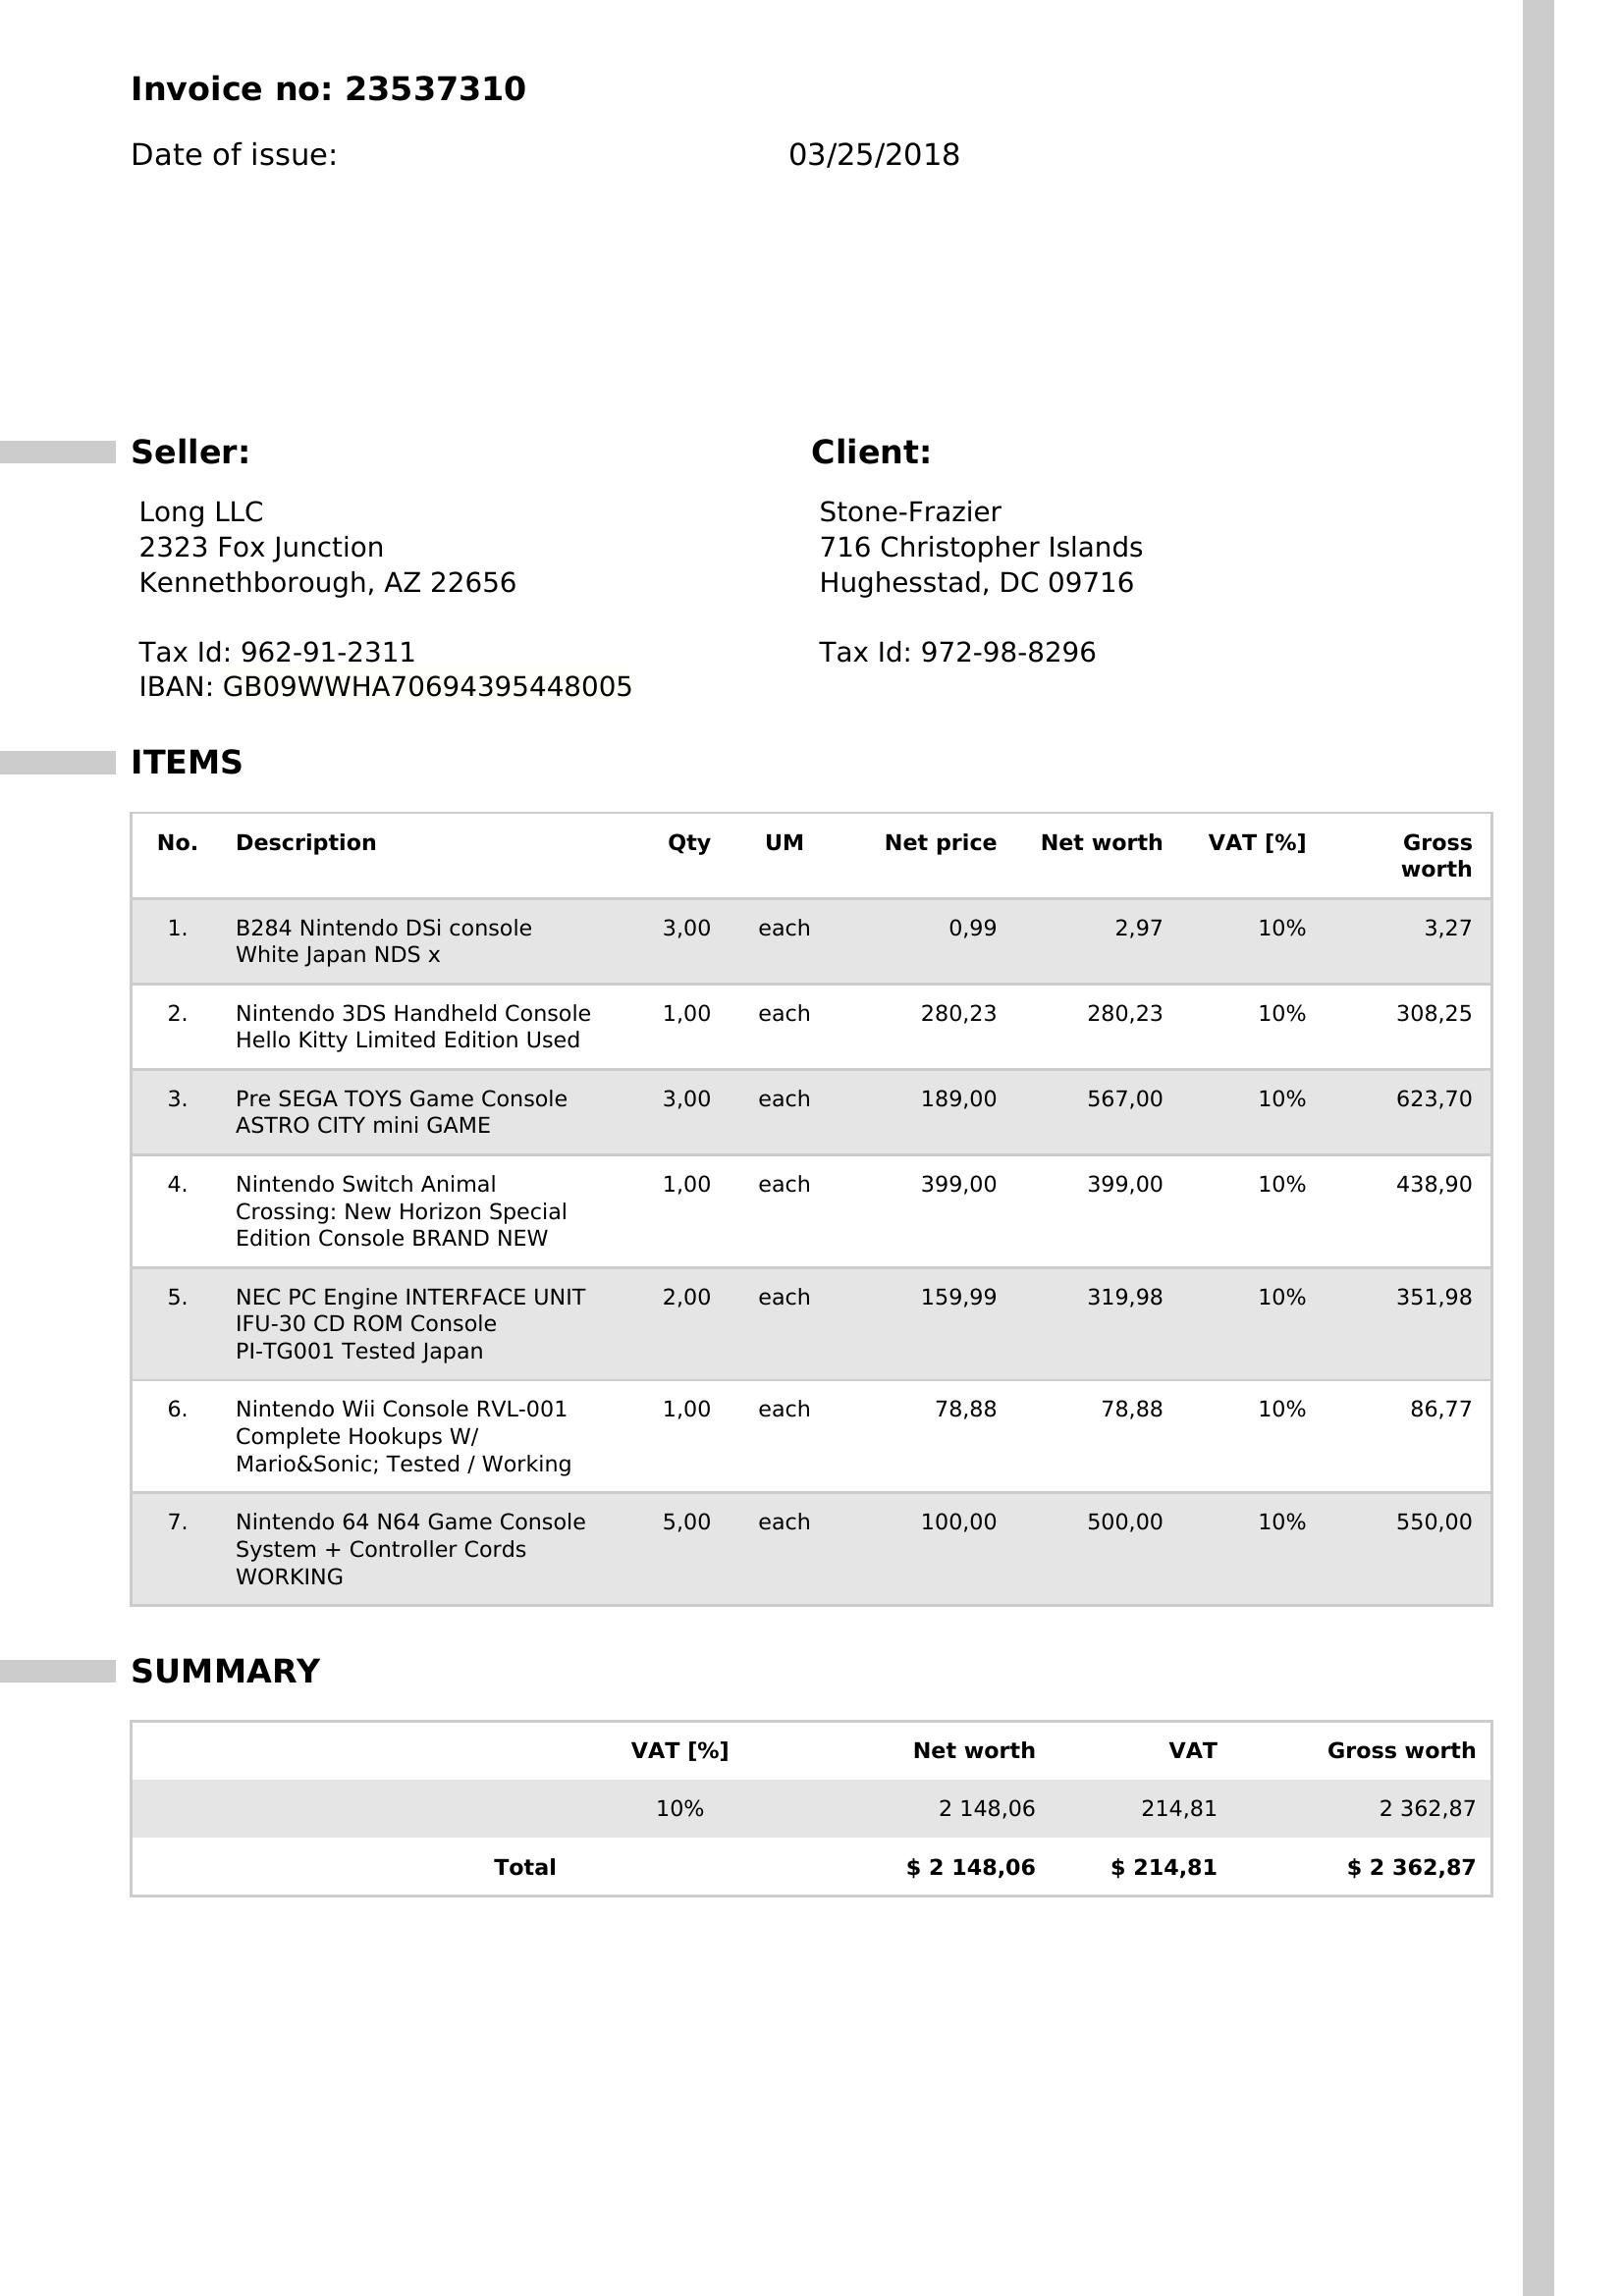 Invoice no: 23537310
Date of issue: 03/25/2018
Seller:
Long LLC
2323 Fox Junction
Kennethborough, AZ 22656
Tax Id: 962-91-2311
IBAN: GB09WWHA70694395448005
Client:
Stone-Frazier
716 Christopher Islands
Hughesstad, DC 09716
Tax Id: 972-98-8296
ITEMS
No. Description Qty UM Net price Net worth VAT [%] Gross
worth
1. B284 Nintendo DSi console 3,00 each 0,99 2,97 10% 3,27
White Japan NDS x
2. Nintendo 3DS Handheld Console 1,00 each 280,23 280,23 10% 308,25
Hello Kitty Limited Edition Used
3. Pre SEGA TOYS Game Console 3,00 each 189,00 567,00 10% 623,70
ASTRO CITY mini GAME
4. Nintendo Switch Animal 1,00 each 399,00 399,00 10% 438,90
Crossing: New Horizon Special
Edition Console BRAND NEW
5. NEC PC Engine INTERFACE UNIT 2,00 each 159,99 319,98 10% 351,98
IFU-30 CD ROM Console
PI-TG001 Tested Japan
6. Nintendo Wii Console RVL-001 1,00 each 78,88 78,88 10% 86,77
Complete Hookups W/
Mario&Sonic; Tested / Working
7. Nintendo 64 N64 Game Console 5,00 each 100,00 500,00 10% 550,00
System + Controller Cords
WORKING
SUMMARY
VAT [%] Net worth VAT Gross worth
10% 2 148,06 214,81 2 362,87
Total $ 2 148,06 $ 214,81 $ 2 362,87